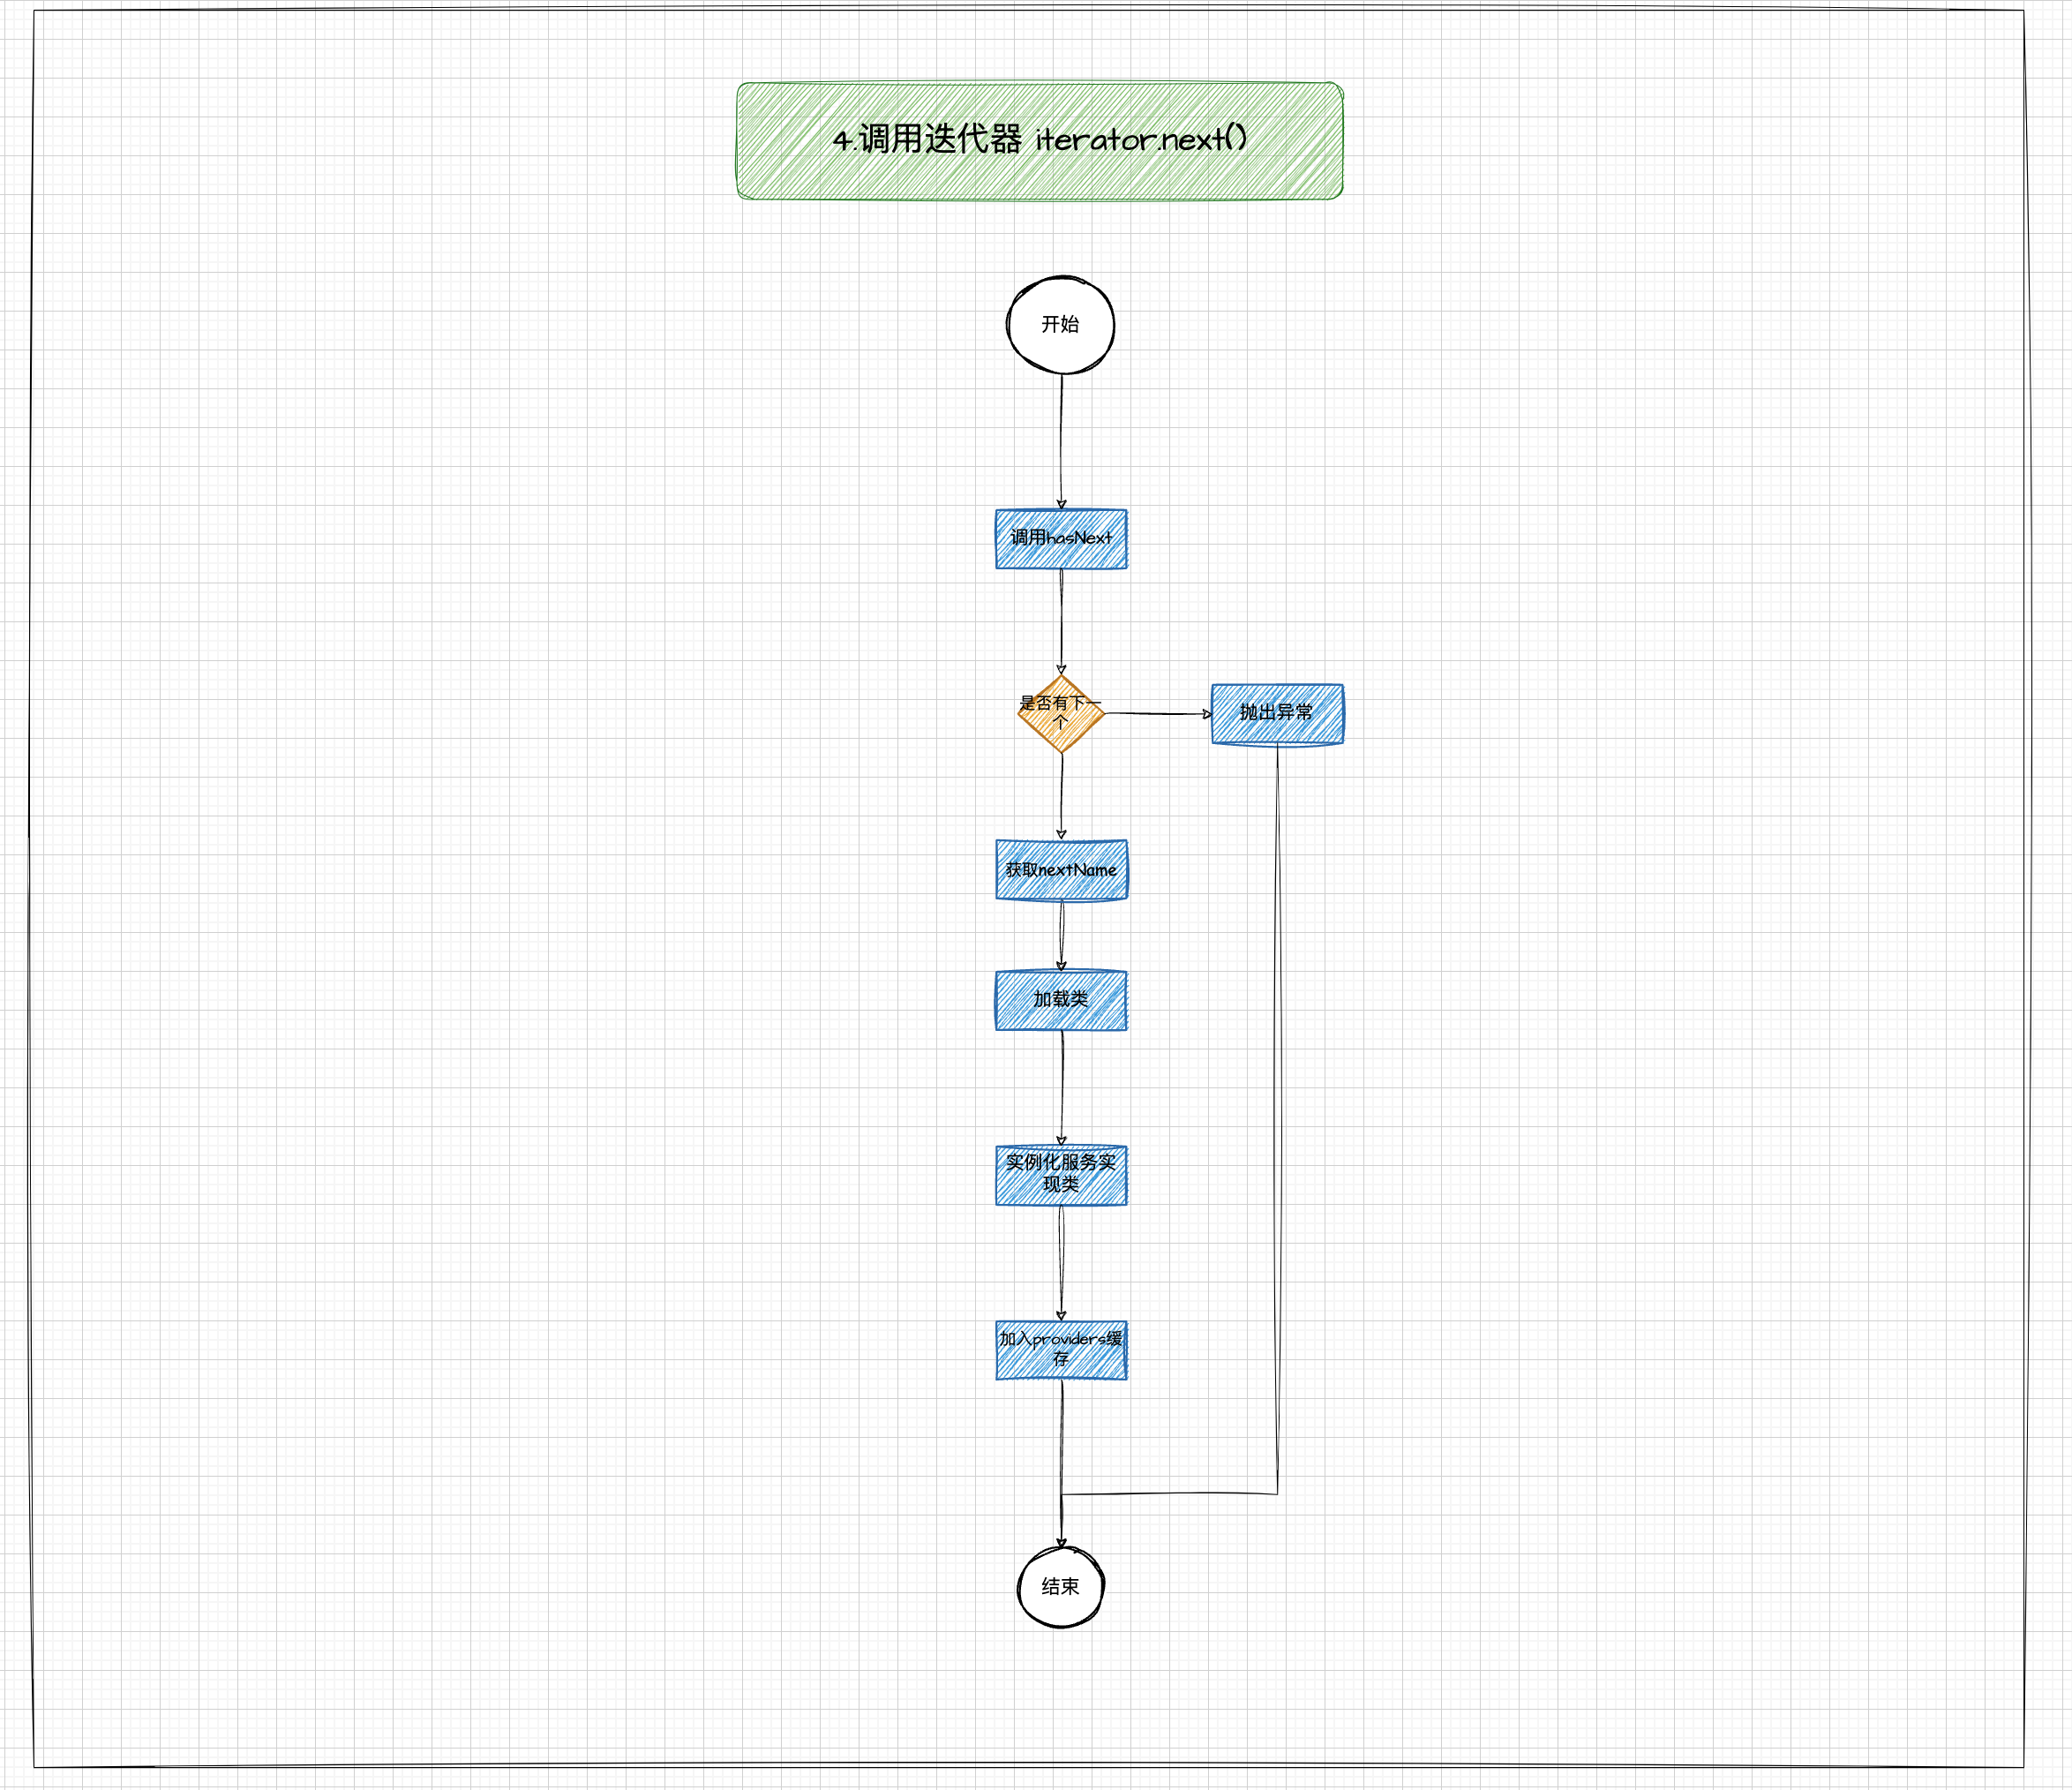 4.调用迭代器 iterator.next()
开始
调用hasNext
是否有下一
个
抛出异常
获取nextName
加载类
实例化服务实
现类
加入providers缓
存
结束